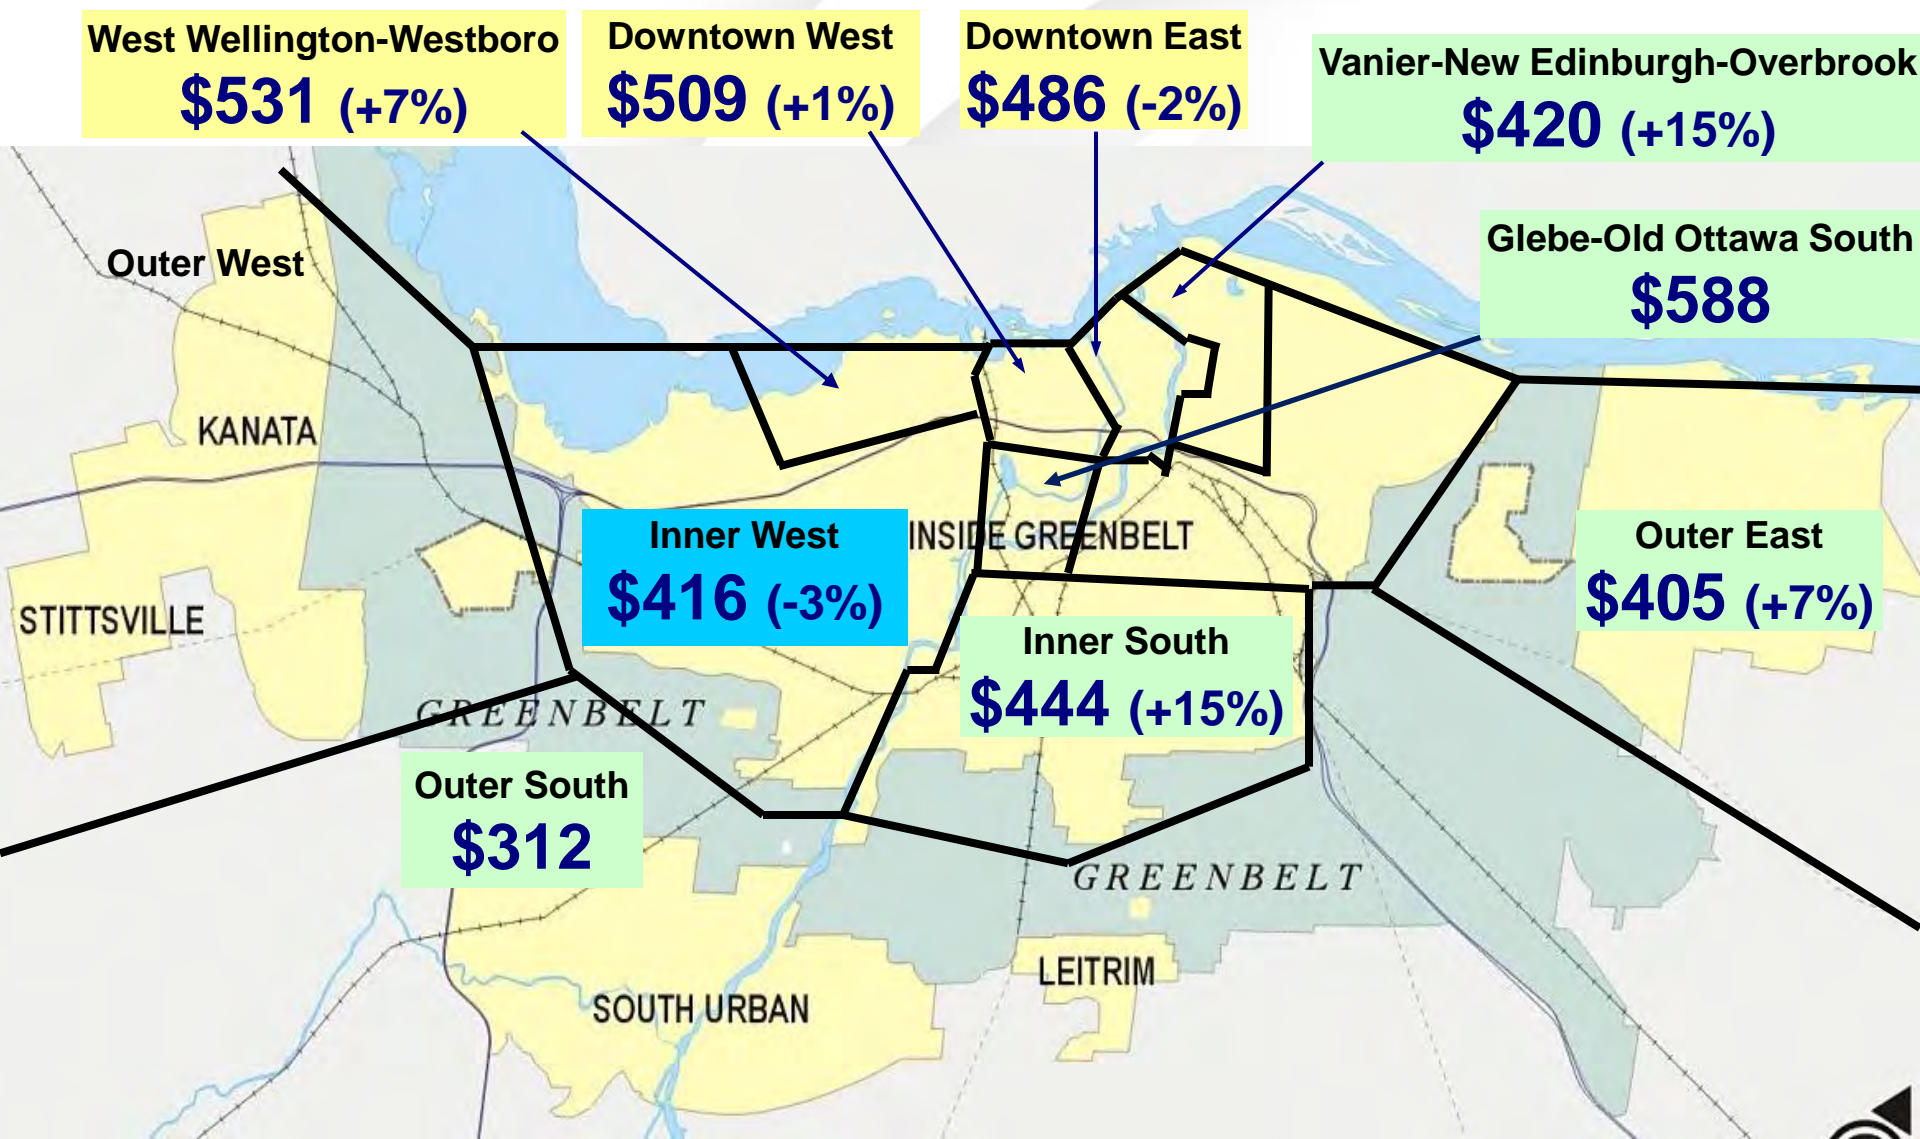 West Wellington-Westboro
$531 (+7%)
Downtown West
$509 (+1%)
Downtown East
$486 (-2%)
Vanier-New Edinburgh-Overbrook
$420 (+15%)
Glebe-Old Ottawa South
$588
Outer West
KANATA
STITTSVILLE
Inner West
$416 (-3%)
INSIDE GREENBELT
Outer East
$405 (+7%)
Inner South
$444 (+15%)
GREENBELT
Outer South
$312
GREENBELT
LEITRIM
SOUTH URBAN